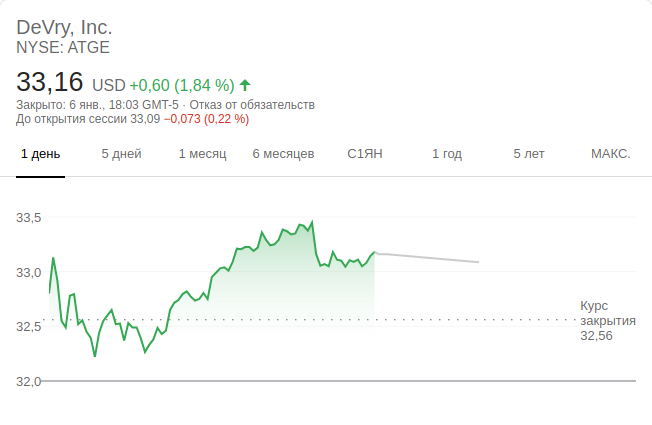 DeVry, Inc.
NYSE: ATGE
33,16 USD +0,60 (1,84 %)
Закрыто: 6 янв., 18:03 GMT-5 · Отказ от обязательств
До открытия сессии 33,09 −0,073 (0,22 %)
1 день 5 дней 1 месяц 6 месяцев С1ЯН 1 год 5 лет МАКС.
33,5
33,0
32,5
32,0
Курс
закрытия
32,56